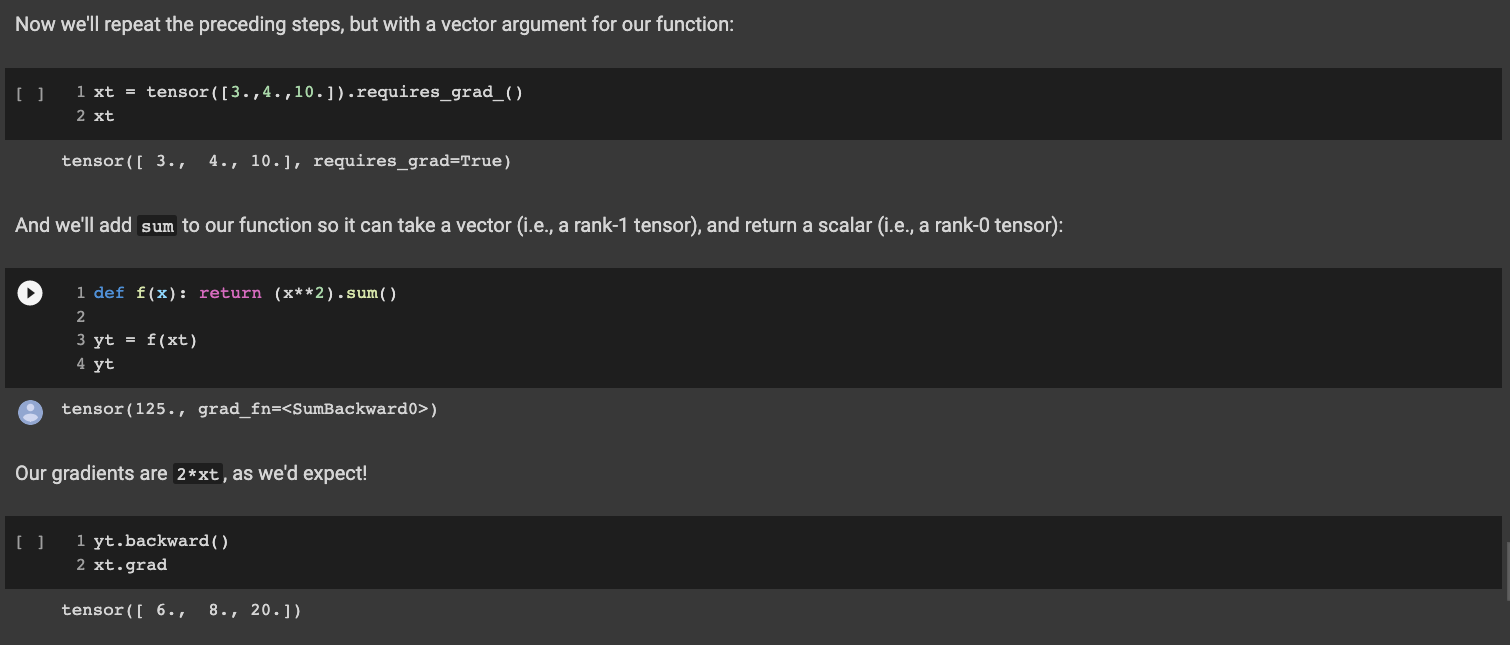 Now we'll repeat the preceding steps, but with a vector argument for our function:
[ ] 1 xt = tensor([3.,4.,10.]).requires_grad_()
2 xt
tensor([ 3.,  4., 10.], requires_grad=True)
And we'll add sum to our function so it can take a vector (i.e., a rank-1 tensor), and return a scalar (i.e., a rank-0 tensor):
1 def f(x): return (x**2).sum()
2
3 yt = f(xt)
4 yt
tensor(125., grad_fn=<SumBackward0>)
Our gradients are 2*xt, as we'd expect!
[ ] 1 yt.backward()
2 xt.grad
tensor([ 6.,  8., 20.])